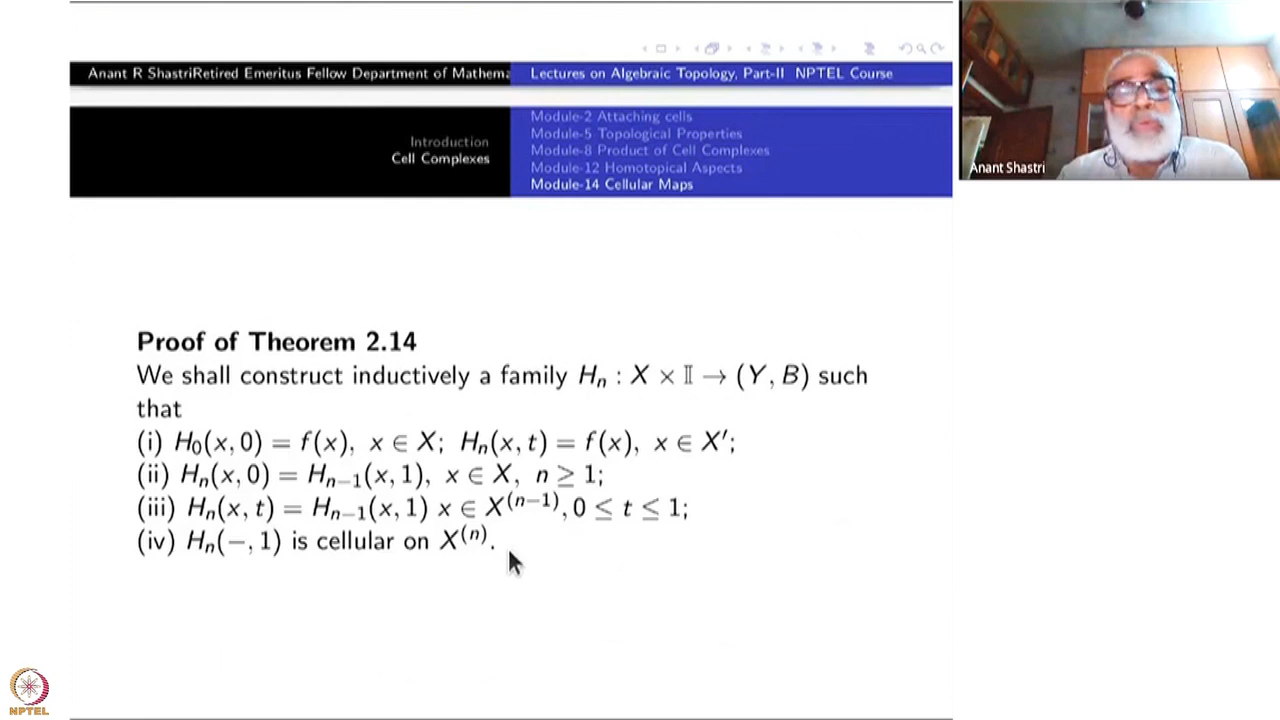 Anant R ShastriRetired Emeritus Fellow Department of Mathema
Lectures on Algebraic Topology, Part-II NPTEL Course
Introduction
Cell Complexes
Module-2 Attaching cells
Module-5 Topological Properties
Module-8 Product of Cell Complexes
Module-12 Homotopical Aspects
Module-14 Cellular Maps
Anant Shastri
Proof of Theorem 2.14
We shall construct inductively a family Hₙ : X × 𝕀 → (Y, B) such
that
(i) H₀(x, 0) = f(x), x ∈ X; Hₙ(x, t) = f(x), x ∈ X′;
(ii) Hₙ(x, 0) = Hₙ₋₁(x, 1), x ∈ X, n ≥ 1;
(iii) Hₙ(x, t) = Hₙ₋₁(x, 1) x ∈ X⁽ⁿ⁻¹⁾, 0 ≤ t ≤ 1;
(iv) Hₙ(−, 1) is cellular on X⁽ⁿ⁾.
NPTEL